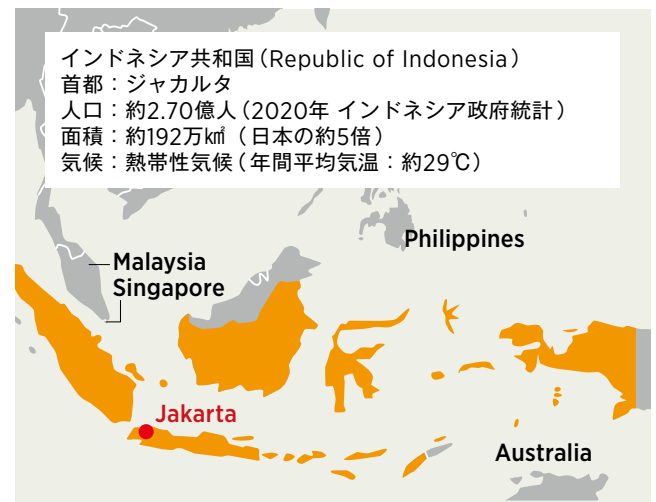 インドネシア共和国（Republic of Indonesia）
首都：ジャカルタ
人口：約2.70億人（2020年 インドネシア政府統計）
面積：約192万㎢（日本の約5倍）
気候：熱帯性気候（年間平均気温：約29℃）
Philippines
Malaysia
Singapore
Jakarta
Australia